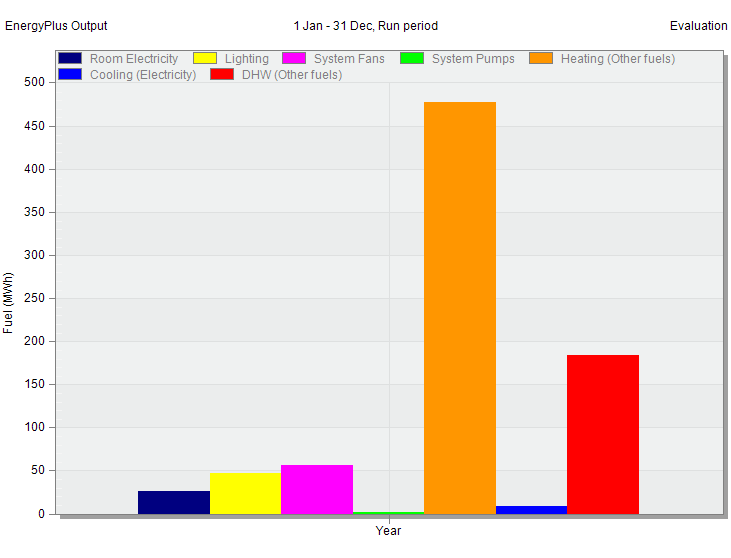 EnergyPlus Output 1 Jan - 31 Dec, Run period Evaluation
Room Electricity Lighting System Fans System Pumps Heating (Other fuels)
Cooling (Electricity) DHW (Other fuels)
500
450
400
350
300
250
200
150
100
50
0
Fuel (MWh)
Year